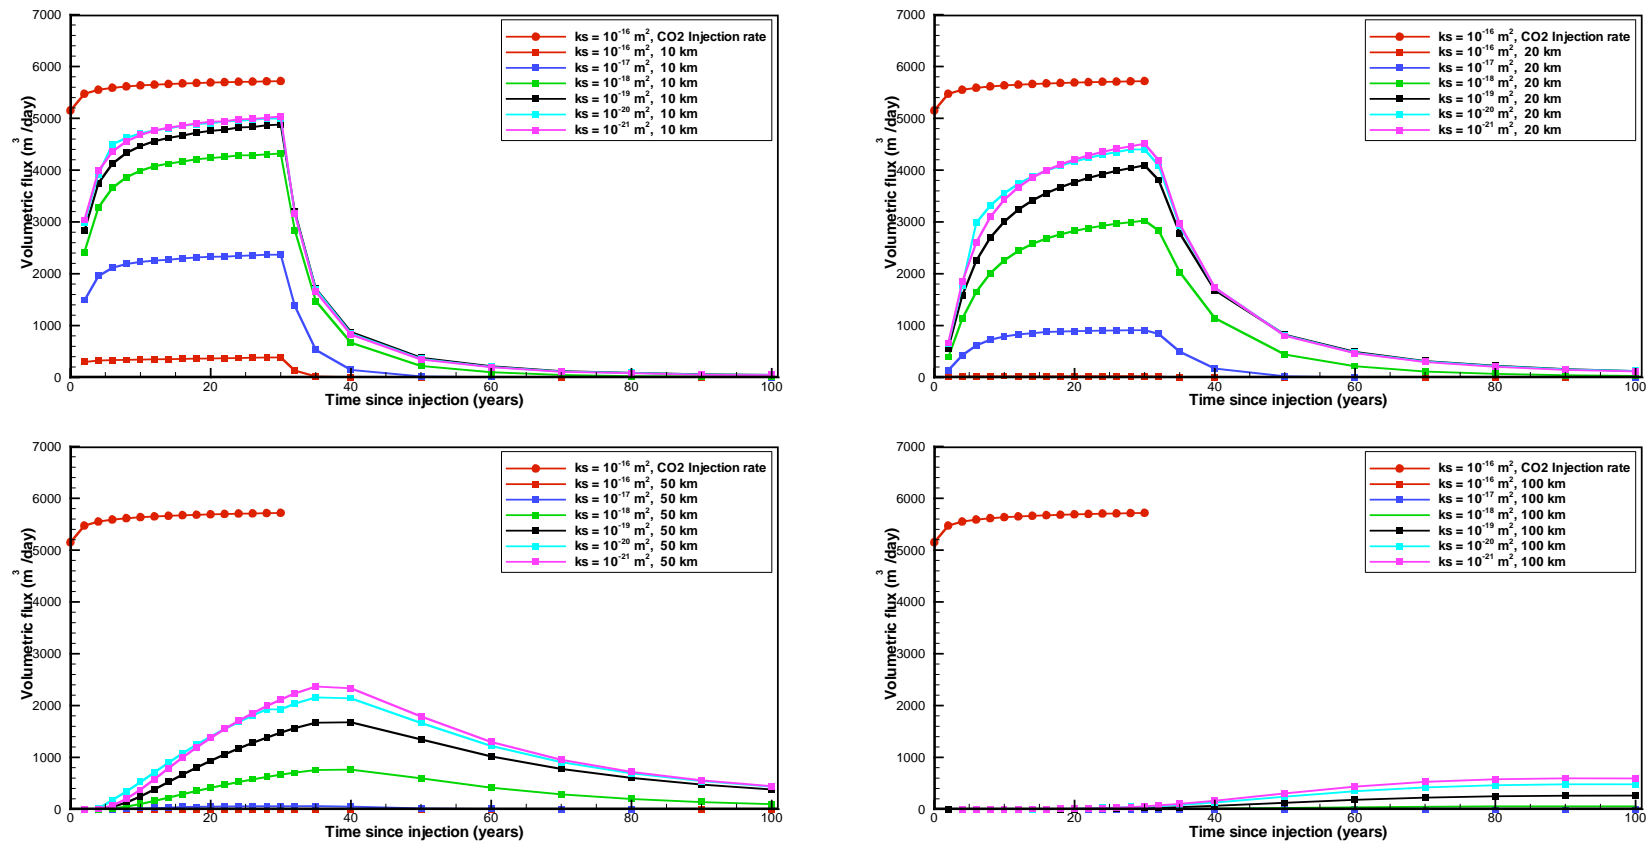 7000
6000
5000
4000
3000
2000
1000
0
0 20 40 60 80 100
Volumetric flux (m³/day)
Time since injection (years)
ks = 10⁻¹⁶ m², CO2 Injection rate
ks = 10⁻¹⁶ m², 10 km
ks = 10⁻¹⁷ m², 10 km
ks = 10⁻¹⁸ m², 10 km
ks = 10⁻¹⁹ m², 10 km
ks = 10⁻²⁰ m², 10 km
ks = 10⁻²¹ m², 10 km
7000
6000
5000
4000
3000
2000
1000
0
0 20 40 60 80 100
Volumetric flux (m³/day)
Time since injection (years)
ks = 10⁻¹⁶ m², CO2 Injection rate
ks = 10⁻¹⁶ m², 20 km
ks = 10⁻¹⁷ m², 20 km
ks = 10⁻¹⁸ m², 20 km
ks = 10⁻¹⁹ m², 20 km
ks = 10⁻²⁰ m², 20 km
ks = 10⁻²¹ m², 20 km
7000
6000
5000
4000
3000
2000
1000
0
0 20 40 60 80 100
Volumetric flux (m³/day)
Time since injection (years)
ks = 10⁻¹⁶ m², CO2 Injection rate
ks = 10⁻¹⁶ m², 50 km
ks = 10⁻¹⁷ m², 50 km
ks = 10⁻¹⁸ m², 50 km
ks = 10⁻¹⁹ m², 50 km
ks = 10⁻²⁰ m², 50 km
ks = 10⁻²¹ m², 50 km
7000
6000
5000
4000
3000
2000
1000
0
0 20 40 60 80 100
Volumetric flux (m³/day)
Time since injection (years)
ks = 10⁻¹⁶ m², CO2 Injection rate
ks = 10⁻¹⁶ m², 100 km
ks = 10⁻¹⁷ m², 100 km
ks = 10⁻¹⁸ m², 100 km
ks = 10⁻¹⁹ m², 100 km
ks = 10⁻²⁰ m², 100 km
ks = 10⁻²¹ m², 100 km